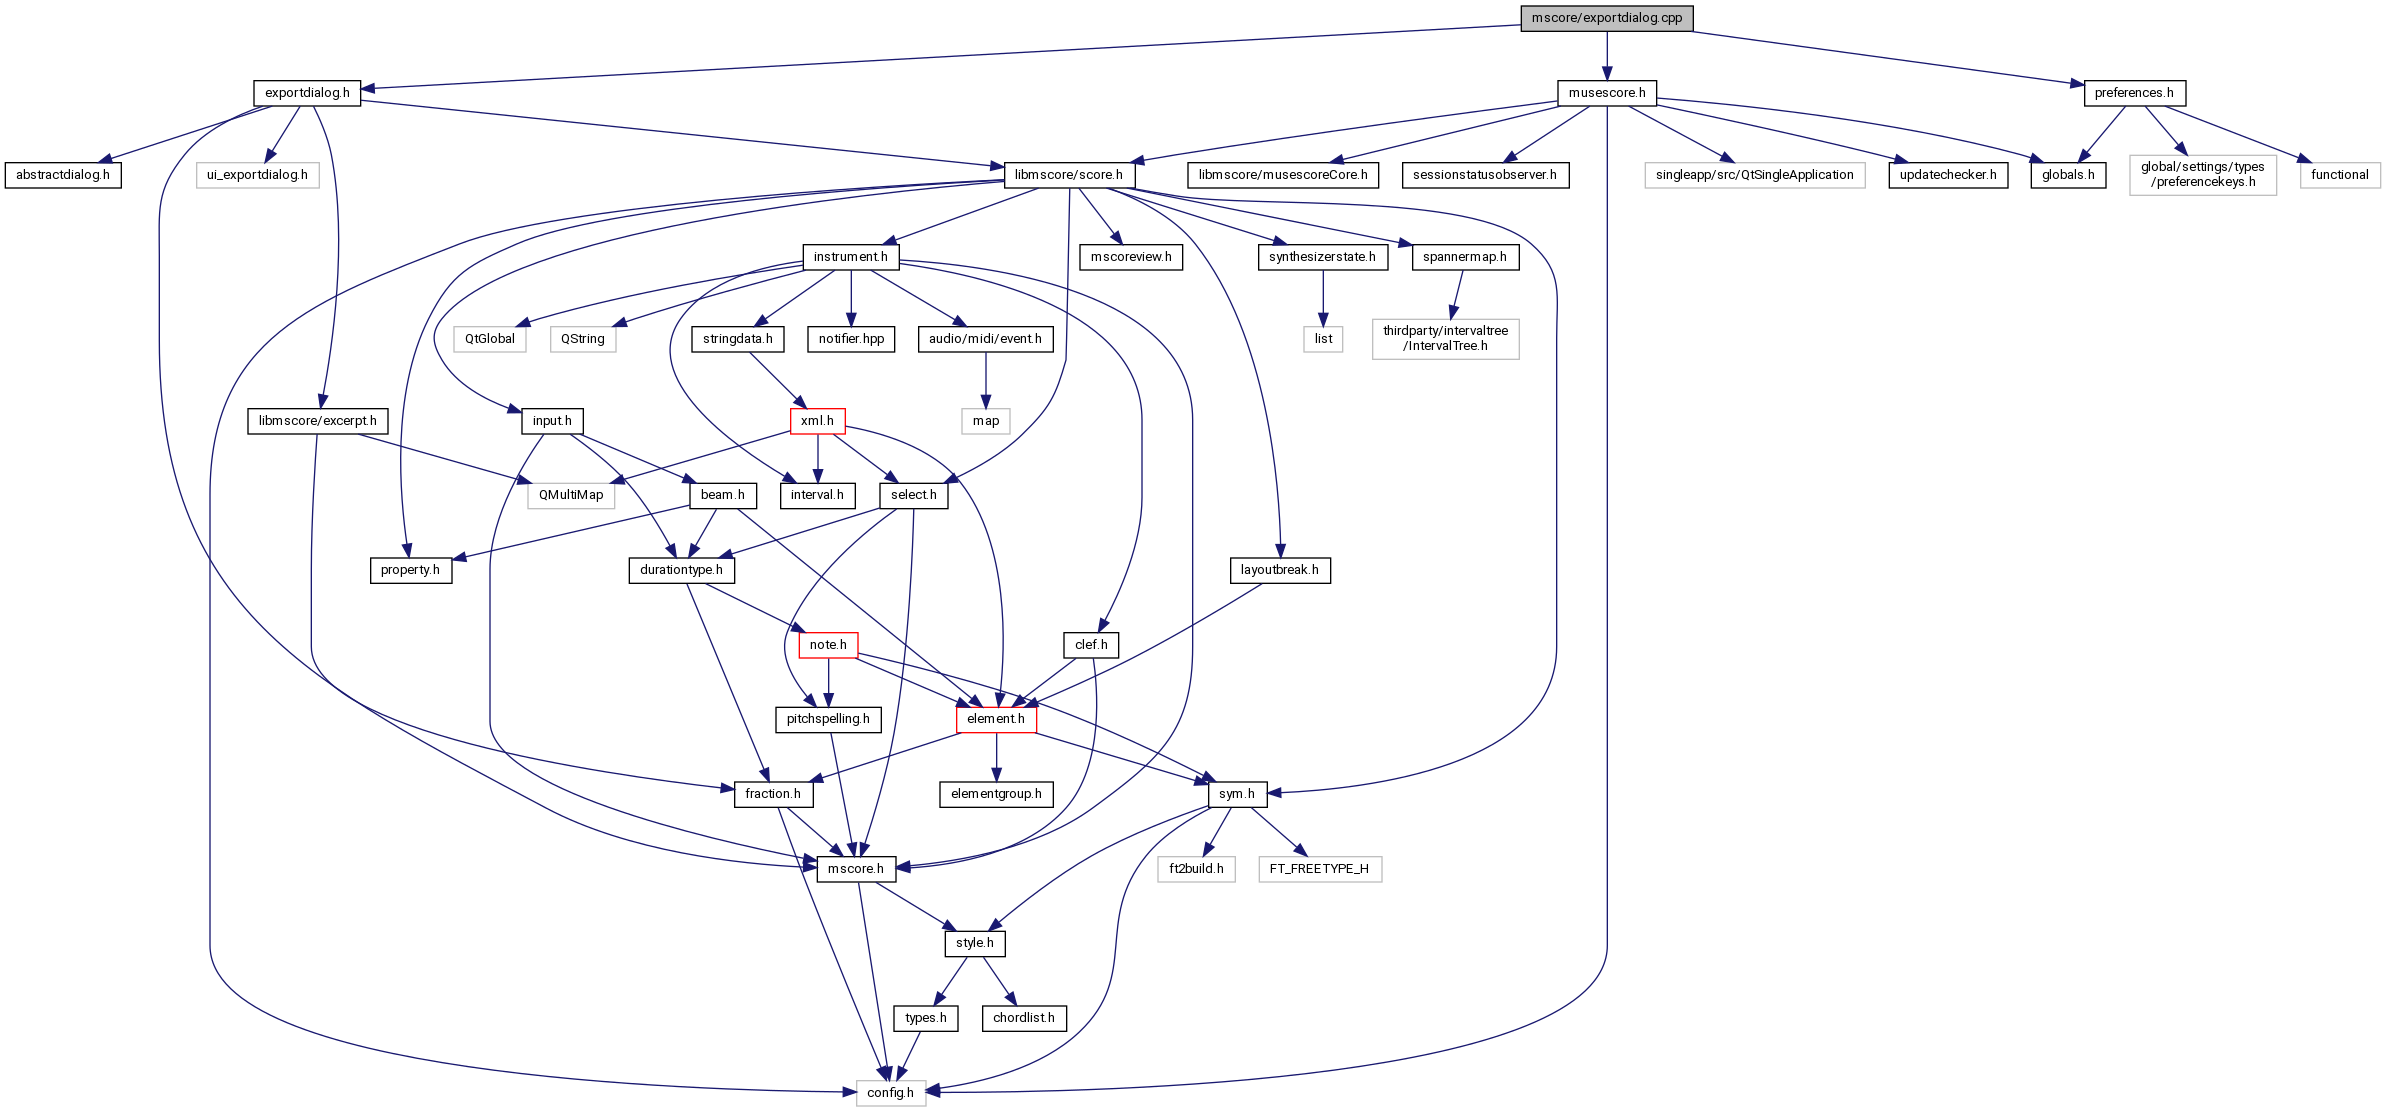 mscore/exportdialog.cpp
exportdialog.h
musescore.h
preferences.h
abstractdialog.h
ui_exportdialog.h
libmscore/score.h
libmscore/musescoreCore.h
sessionstatusobserver.h
singleapp/src/QtSingleApplication
updatechecker.h
globals.h
global/settings/types
/preferencekeys.h
functional
instrument.h
mscoreview.h
synthesizerstate.h
spannermap.h
QtGlobal
QString
stringdata.h
notifier.hpp
audio/midi/event.h
list
thirdparty/intervaltree
/IntervalTree.h
libmscore/excerpt.h
input.h
xml.h
map
QMultiMap
beam.h
interval.h
select.h
property.h
durationtype.h
layoutbreak.h
note.h
clef.h
pitchspelling.h
element.h
fraction.h
elementgroup.h
sym.h
mscore.h
ft2build.h
FT_FREETYPE_H
style.h
types.h
chordlist.h
config.h